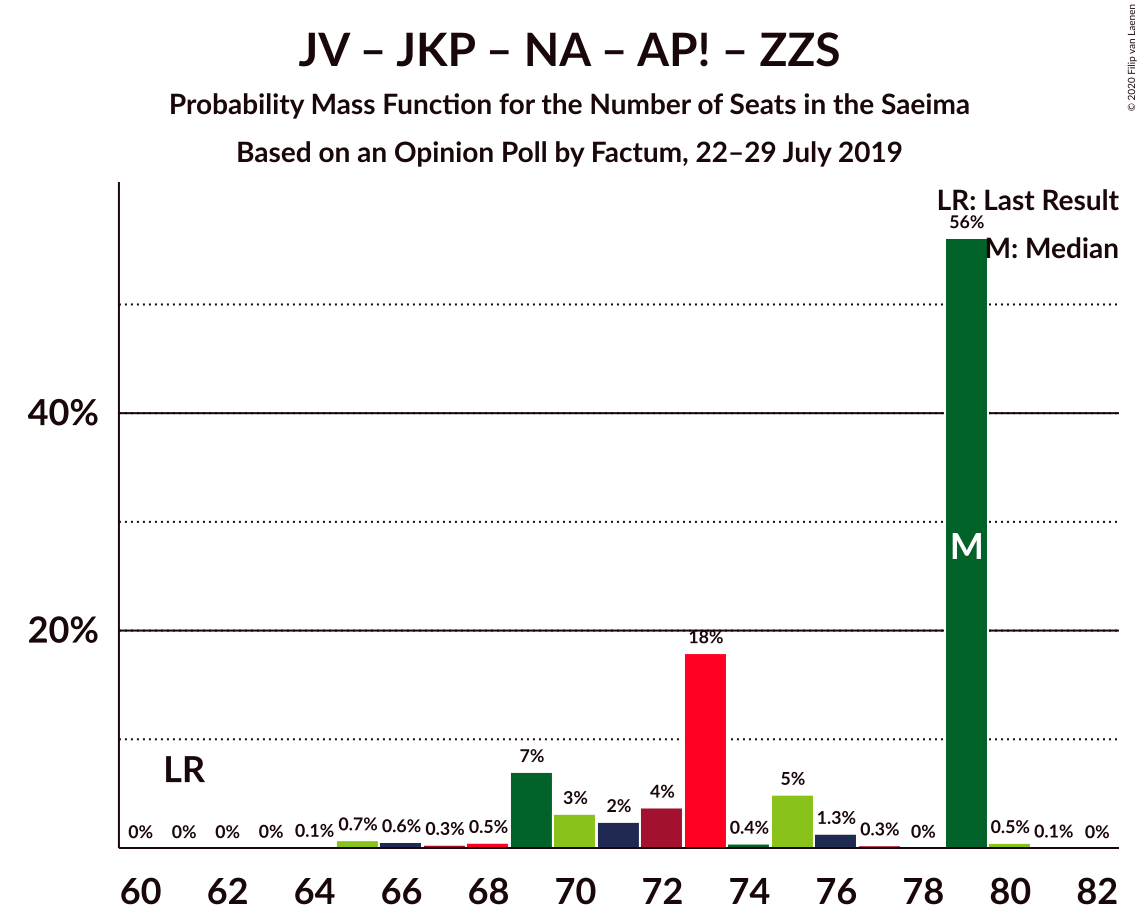 JV – JKP – NA – AP! – ZZS
Probability Mass Function for the Number of Seats in the Saeima
Based on an Opinion Poll by Factum, 22–29 July 2019
© 2020 Filip van Laenen
LR: Last Result
M: Median
56%
40%
M
20%
18%
LR
7%
5%
4%
3%
2%
0% 0% 0% 0% 0.1% 0.7% 0.6% 0.3% 0.5% 0.4% 1.3% 0.3% 0% 0.5% 0.1% 0%
60 62 64 66 68 70 72 74 76 78 80 82